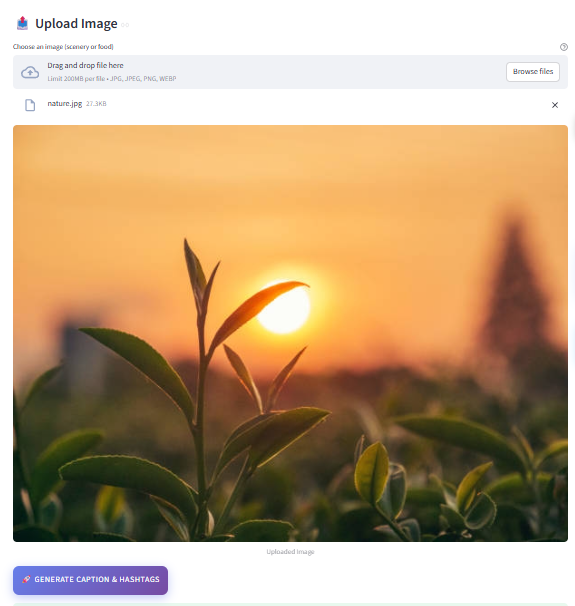 Upload Image
Choose an image (scenery or food)
Drag and drop file here
Limit 200MB per file • JPG, JPEG, PNG, WEBP
Browse files
nature.jpg 27.3KB
Uploaded Image
GENERATE CAPTION & HASHTAGS